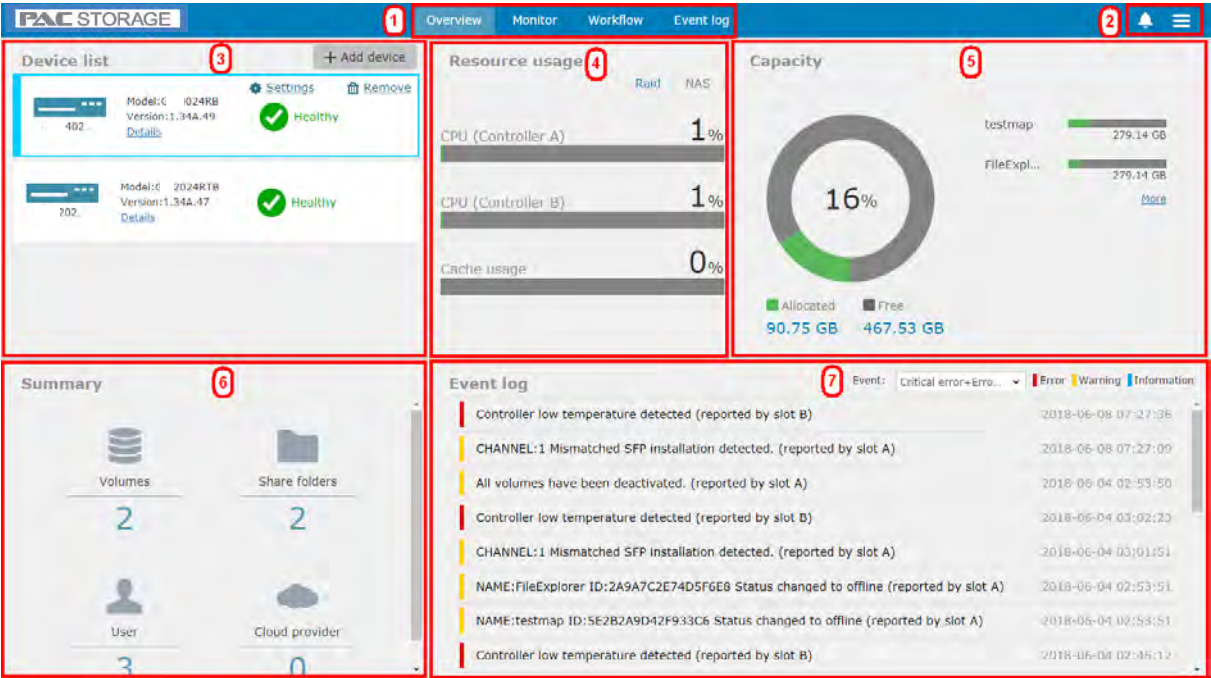 PAC STORAGE
1
Overview Monitor Workflow Event log
2
Device list
3
+ Add device
Settings Remove
Model:G 024RB
Version:1.34A.49
Healthy
402
Details
Model:G 2024RTB
Version:1.34A.47
Healthy
202.
Details
Resource usage
4
Raid NAS
CPU (Controller A) 1%
CPU (Controller B) 1%
Cache usage 0%
Capacity
5
16%
testmap
279.14 GB
FileExpl...
279.14 GB
More
Allocated Free
90.75 GB 467.53 GB
Summary
6
Volumes Share folders
2 2
User Cloud provider
3 0
Event log
7
Event: Critical error+Erro... Error Warning Information
Controller low temperature detected (reported by slot B) 2018-06-08 07:27:36
CHANNEL:1 Mismatched SFP installation detected. (reported by slot A) 2018-06-08 07:27:09
All volumes have been deactivated. (reported by slot A) 2018-06-04 02:53:50
Controller low temperature detected (reported by slot B) 2018-06-04 03:02:23
CHANNEL:1 Mismatched SFP installation detected. (reported by slot A) 2018-06-04 03:01:51
NAME:FileExplorer ID:2A9A7C2E74D5F6E8 Status changed to offline (reported by slot A) 2018-06-04 02:53:51
NAME:testmap ID:5E2B2A9D42F933C6 Status changed to offline (reported by slot A) 2018-06-04 02:53:51
Controller low temperature detected (reported by slot B) 2018-06-04 02:46:12